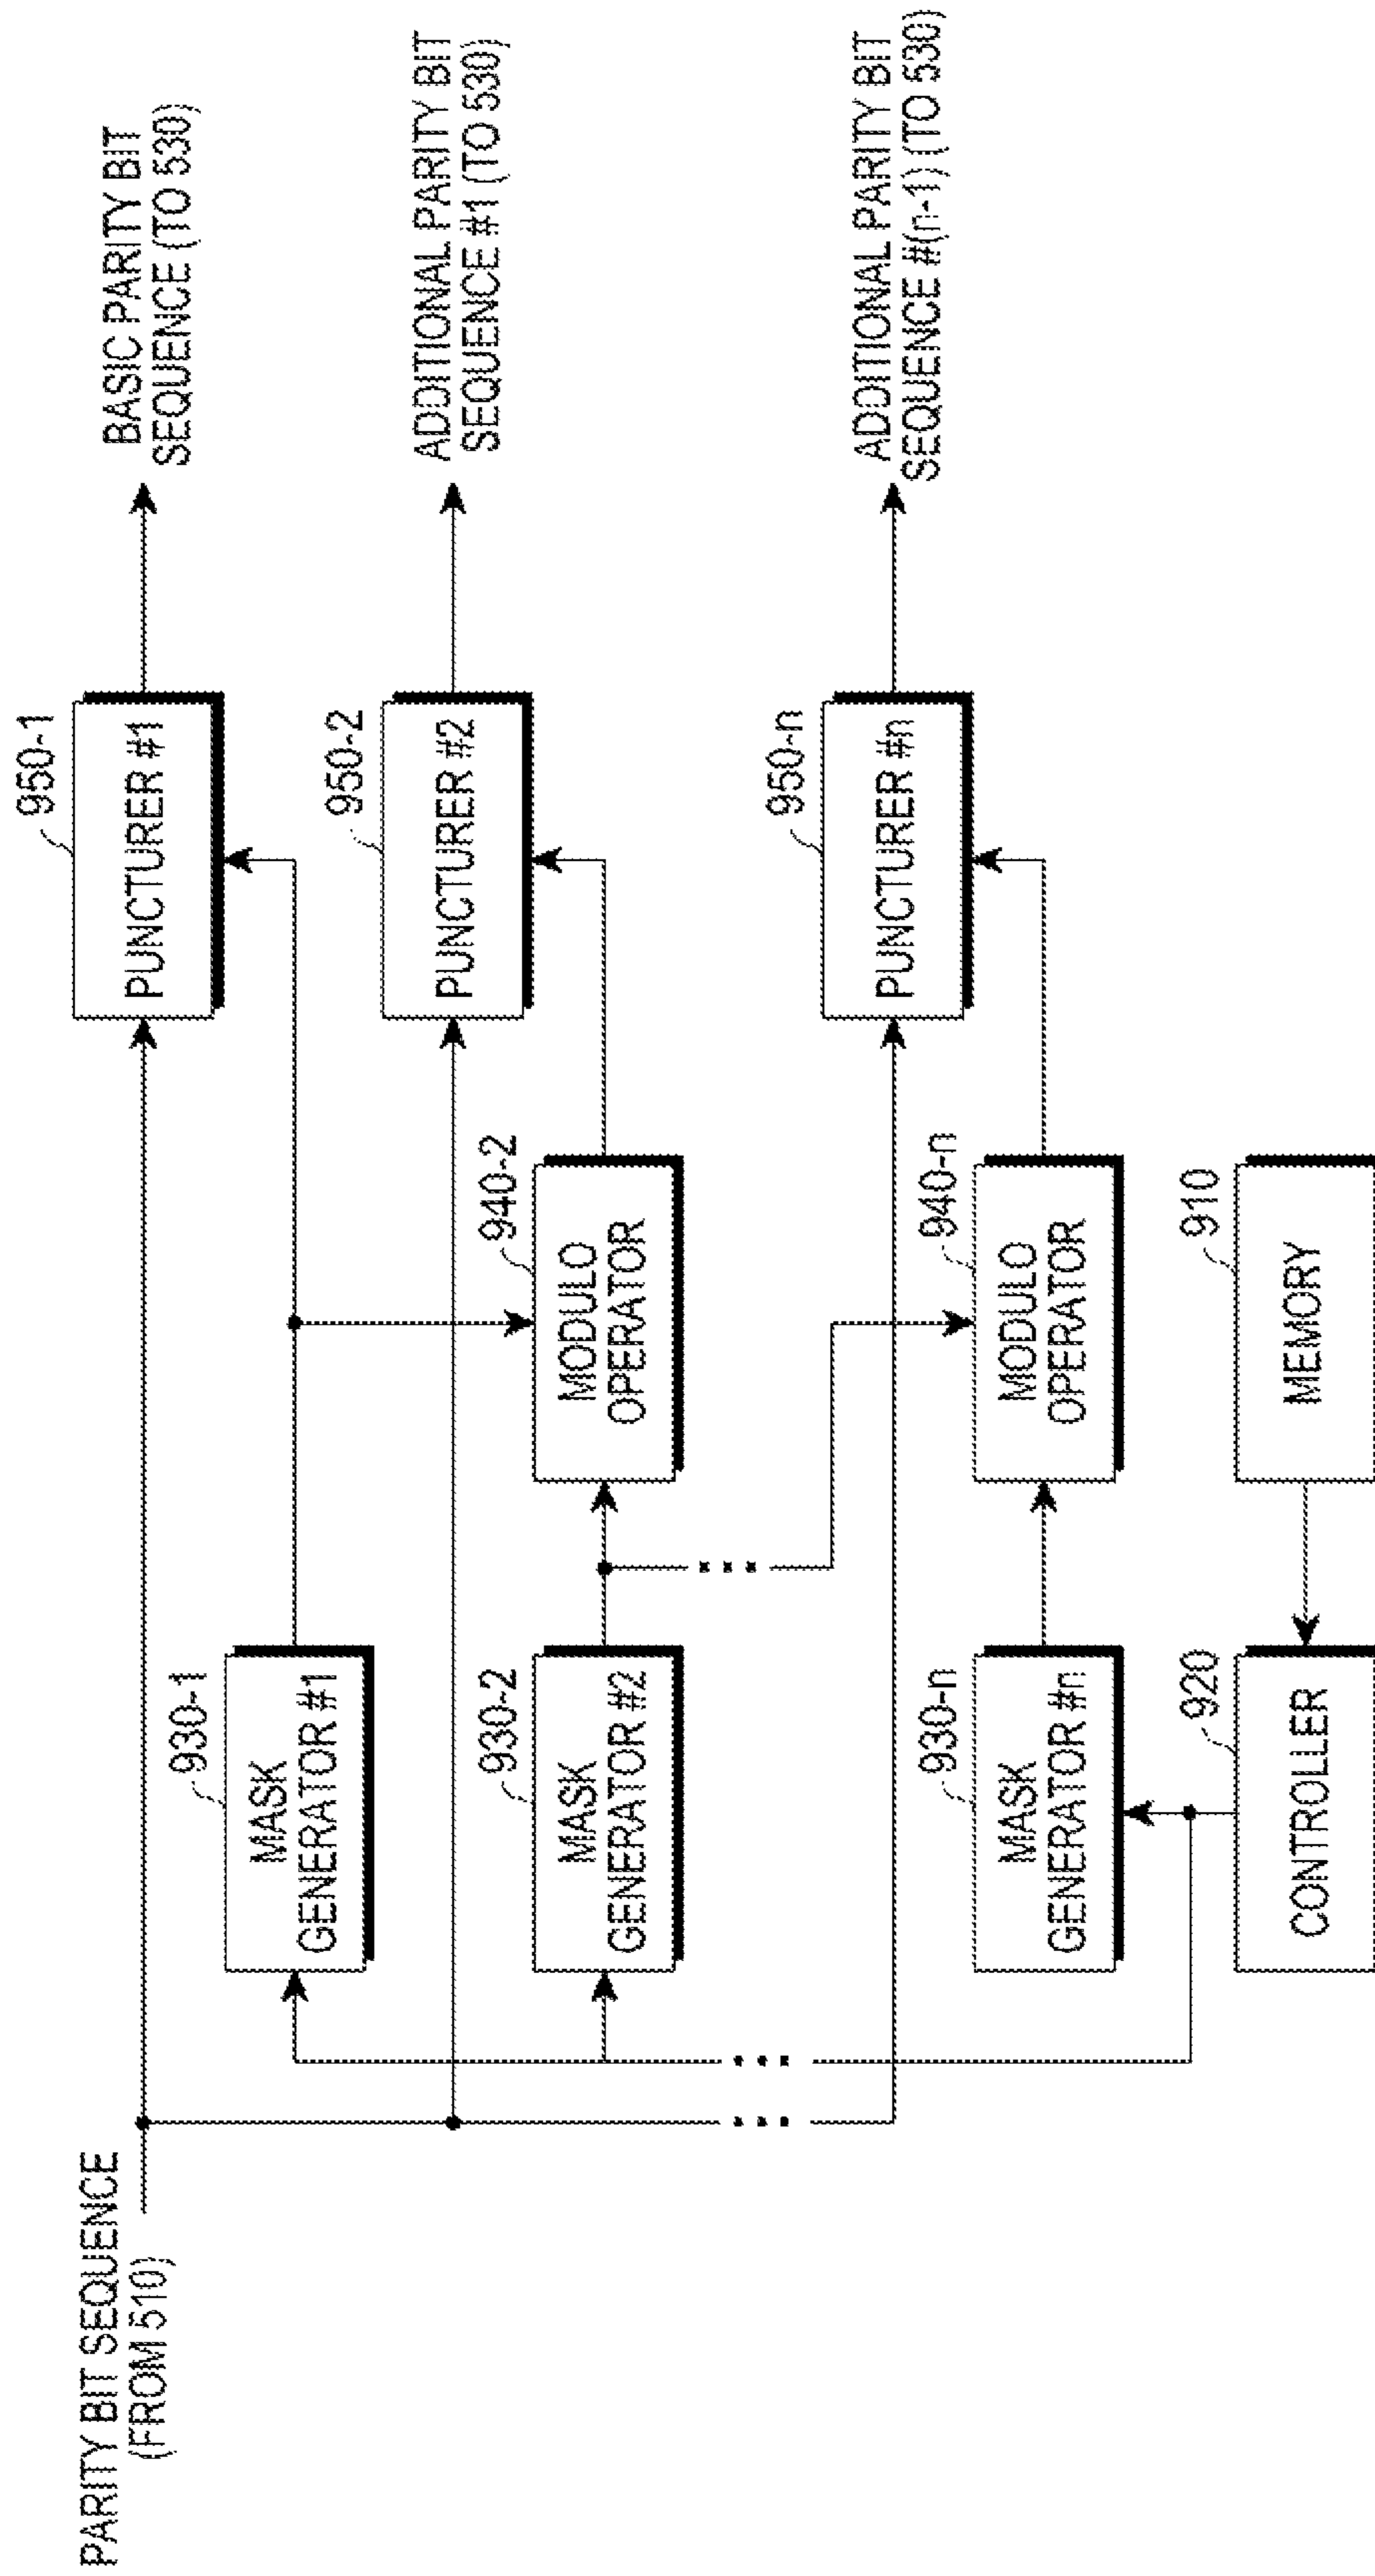 PARITY BIT SEQUENCE
(FROM 510)
950-1
PUNCTURER #1
BASIC PARITY BIT
SEQUENCE (TO 530)
930-1
MASK
GENERATOR #1
950-2
PUNCTURER #2
ADDITIONAL PARITY BIT
SEQUENCE #1 (TO 530)
930-2
MASK
GENERATOR #2
940-2
MODULO
OPERATOR
950-n
PUNCTURER #n
ADDITIONAL PARITY BIT
SEQUENCE #(n-1) (TO 530)
930-n
MASK
GENERATOR #n
940-n
MODULO
OPERATOR
920
CONTROLLER
910
MEMORY